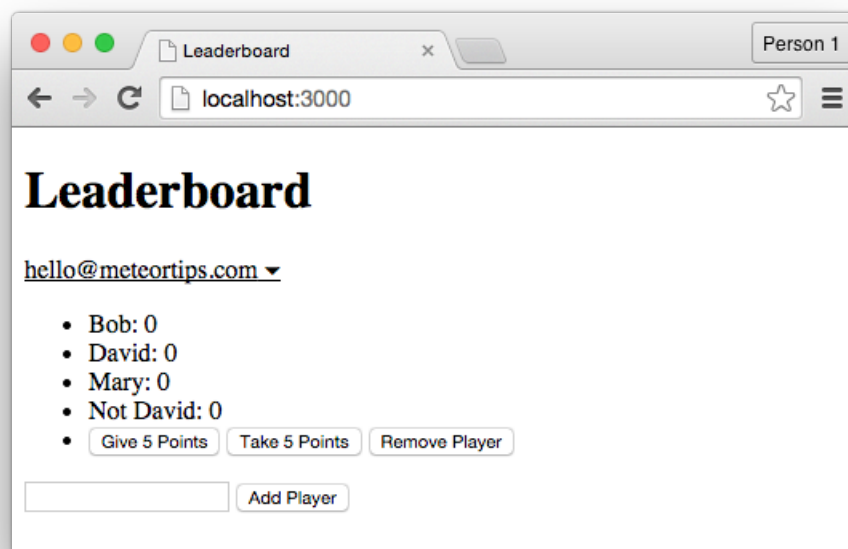 Leaderboard
Person 1
localhost:3000
Leaderboard
hello@meteortips.com
Bob: 0
David: 0
Mary: 0
Not David: 0
Give 5 Points Take 5 Points Remove Player
Add Player